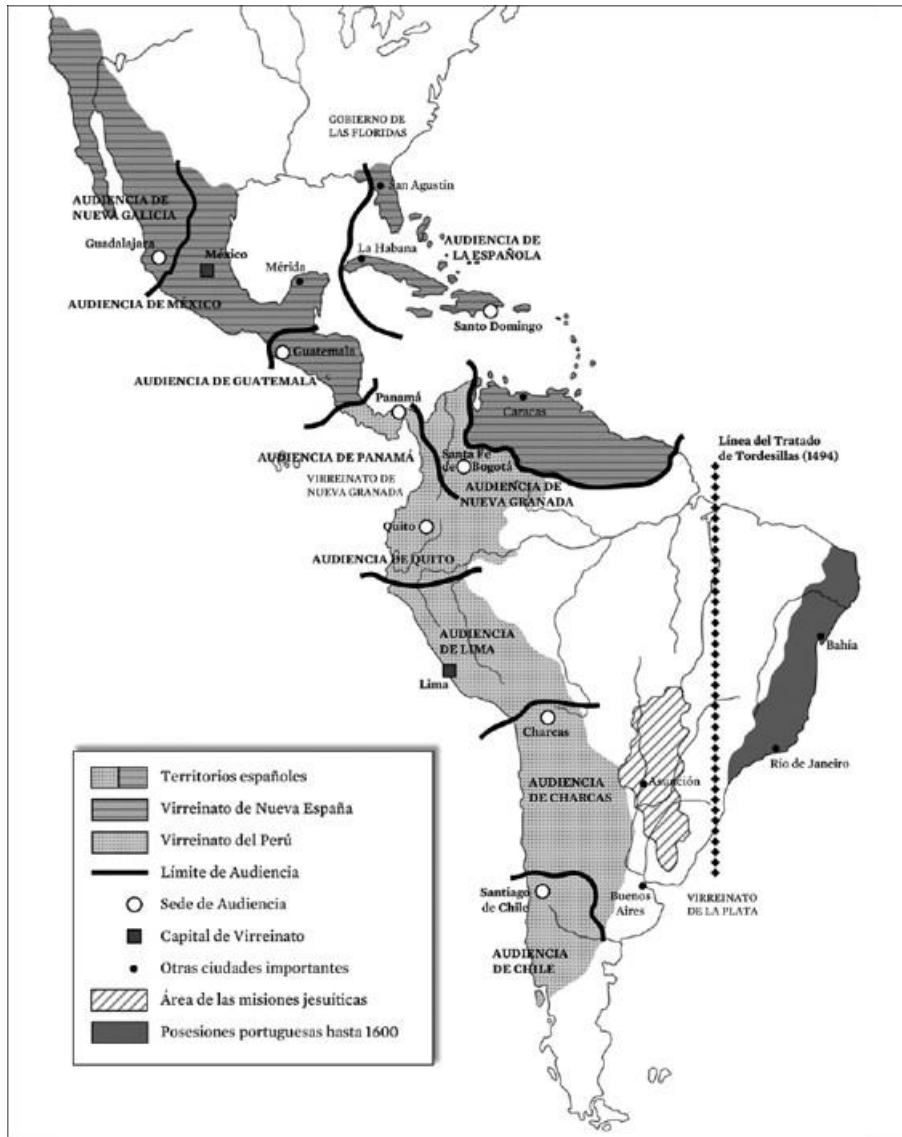 GOBIERNO DE
LAS FLORIDAS
San Agustín
AUDIENCIA DE
NUEVA GALICIA
Guadalajara
México
Mérida
La Habana
AUDIENCIA DE
LA ESPAÑOLA
AUDIENCIA DE MÉXICO
Santo Domingo
Guatemala
AUDIENCIA DE GUATEMALA
Panamá
Caracas
AUDIENCIA DE PANAMÁ
Santa Fe
de Bogotá
Línea del Tratado
de Tordesillas (1494)
VIRREINATO DE
NUEVA GRANADA
AUDIENCIA DE
NUEVA GRANADA
Quito
AUDIENCIA DE QUITO
AUDIENCIA
DE LIMA
Lima
Bahía
Charcas
Río de Janeiro
AUDIENCIA
DE CHARCAS
Asunción
Santiago
de Chile
Buenos
Aires
VIRREINATO
DE LA PLATA
AUDIENCIA
DE CHILE
Territorios españoles
Virreinato de Nueva España
Virreinato del Perú
Límite de Audiencia
Sede de Audiencia
Capital de Virreinato
Otras ciudades importantes
Área de las misiones jesuíticas
Posesiones portuguesas hasta 1600